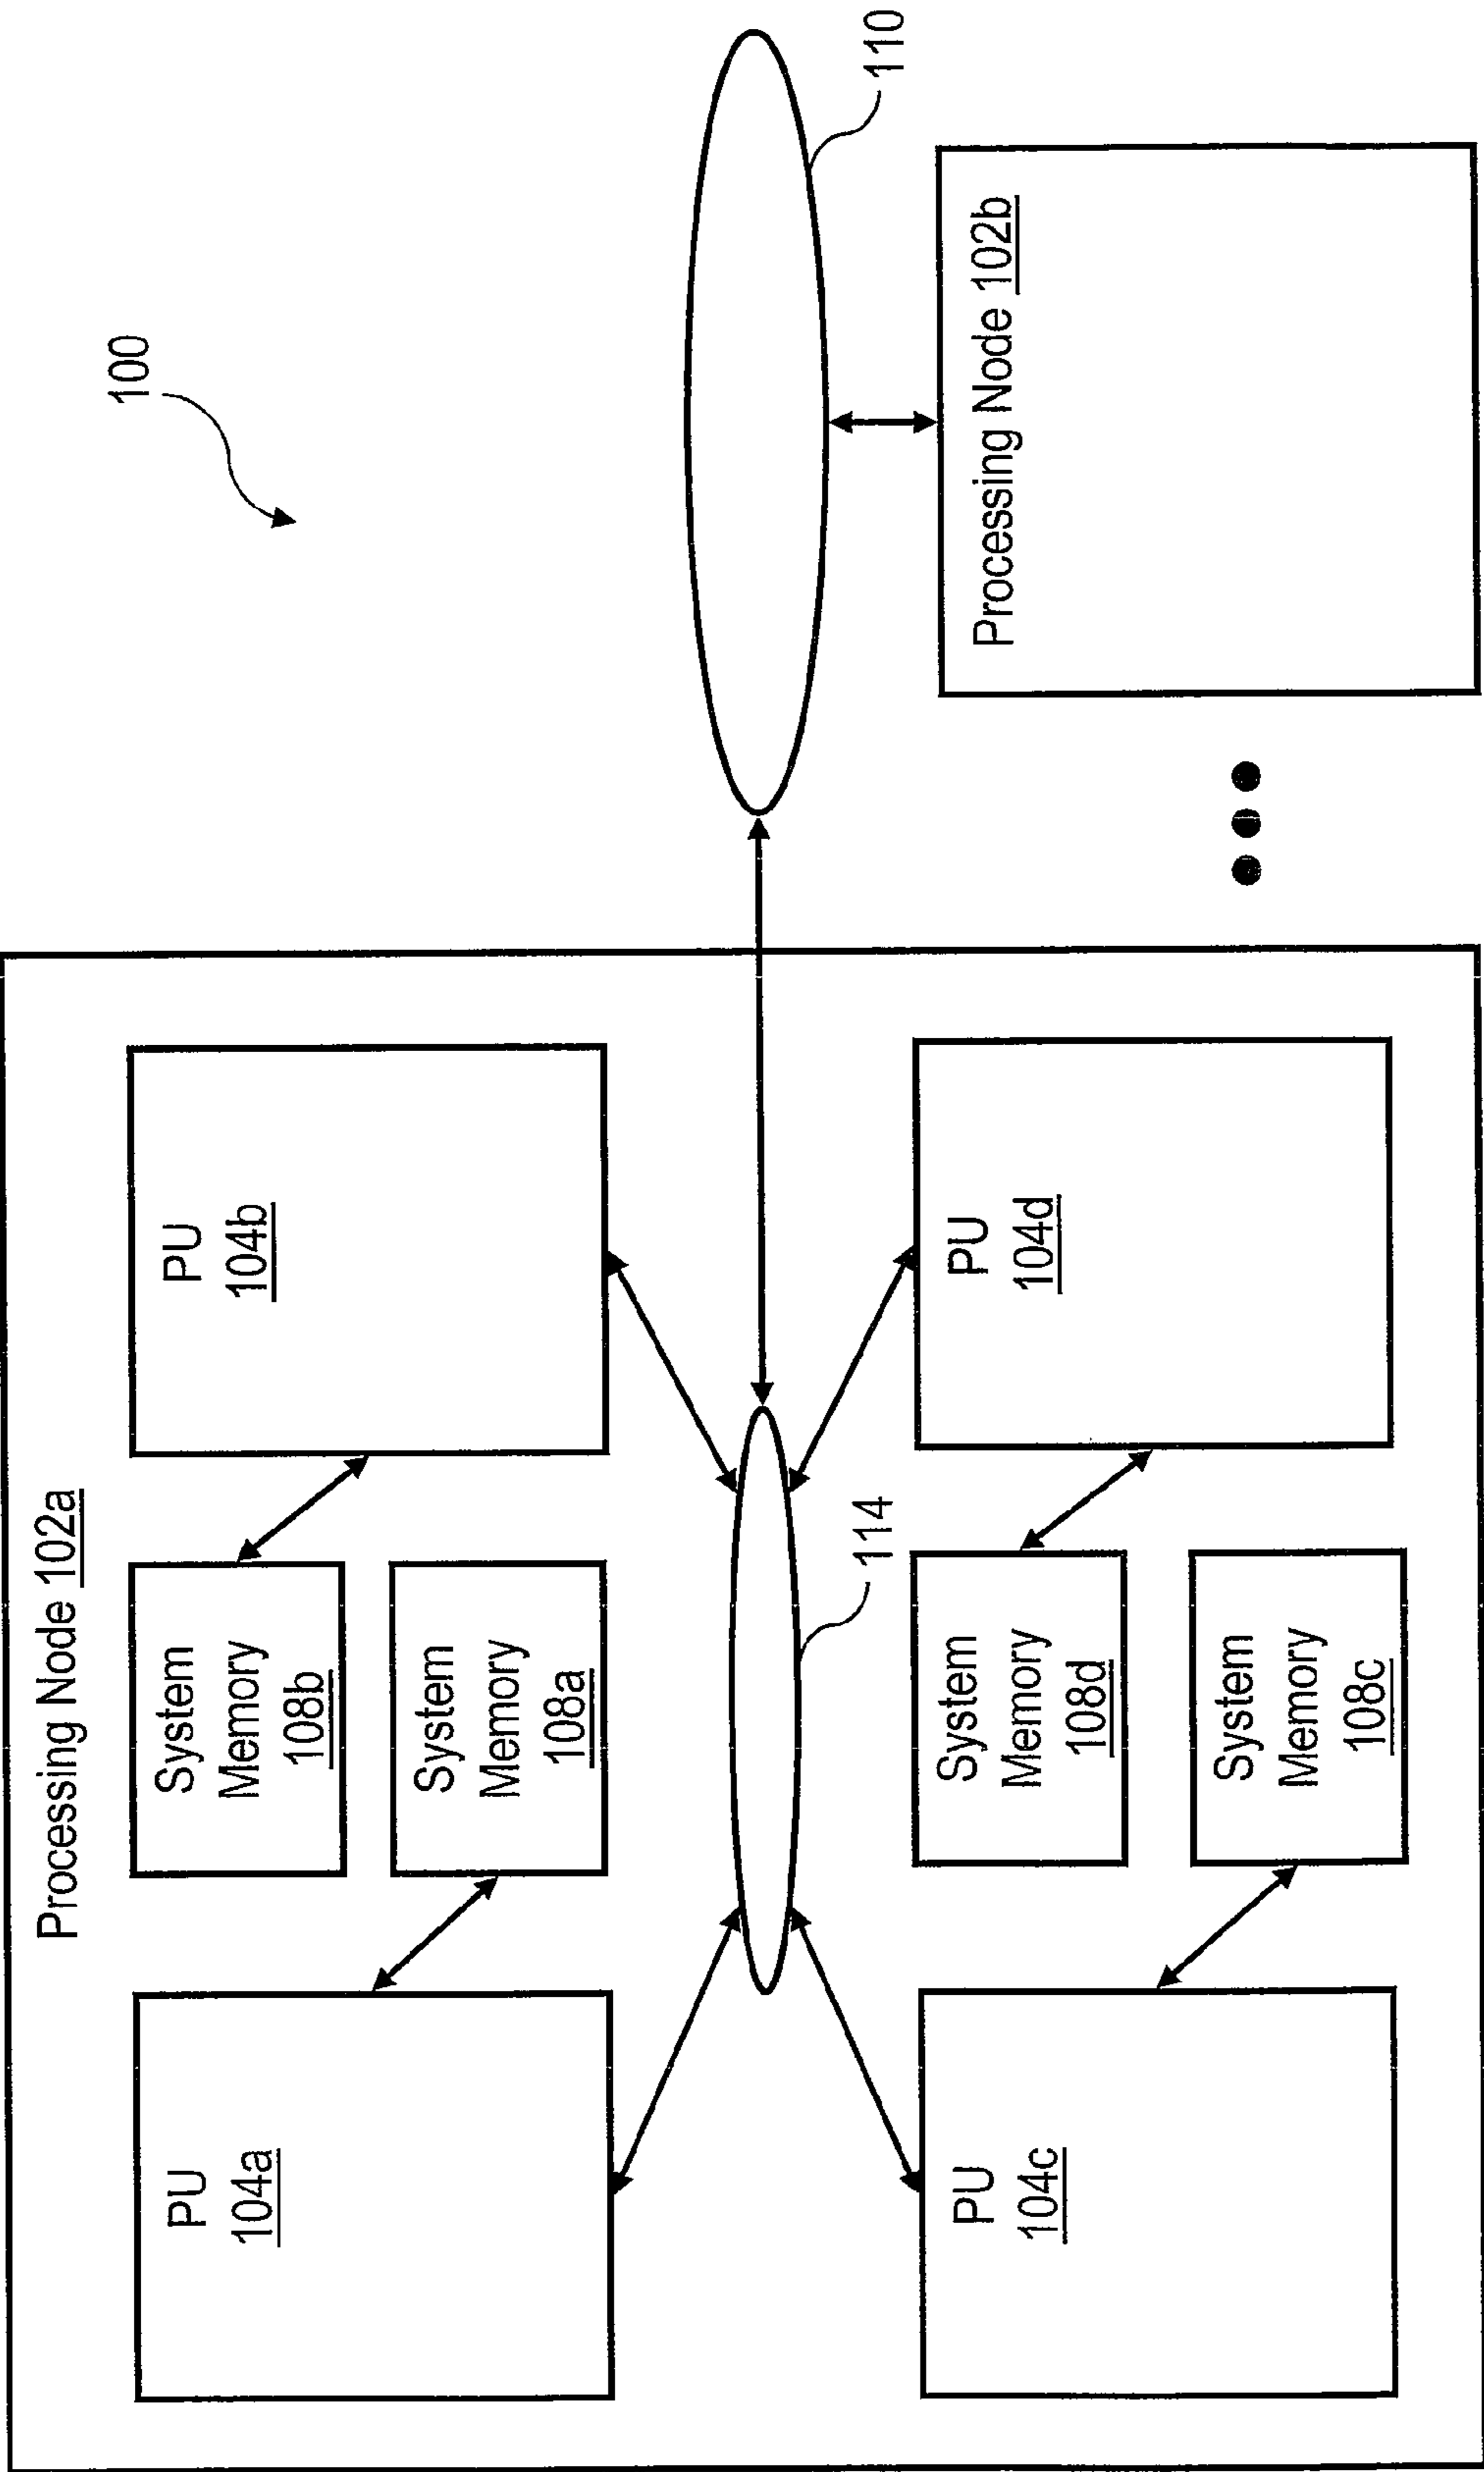 100
Processing Node 102a
PU
104a
System
Memory
108b
System
Memory
108a
PU
104b
114
110
PU
104c
System
Memory
108d
System
Memory
108c
PU
104d
Processing Node 102b